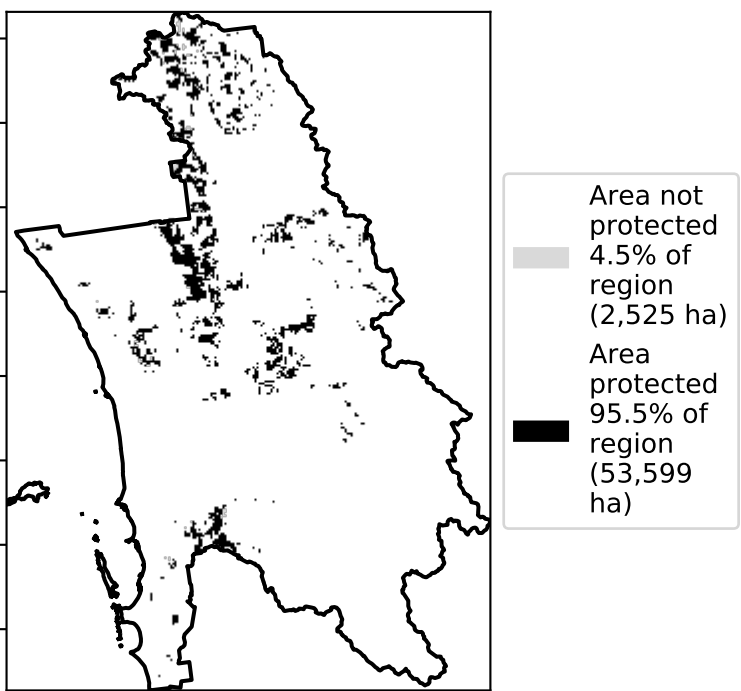 Area not
protected
4.5% of
region
(2,525 ha)
Area
protected
95.5% of
region
(53,599
ha)